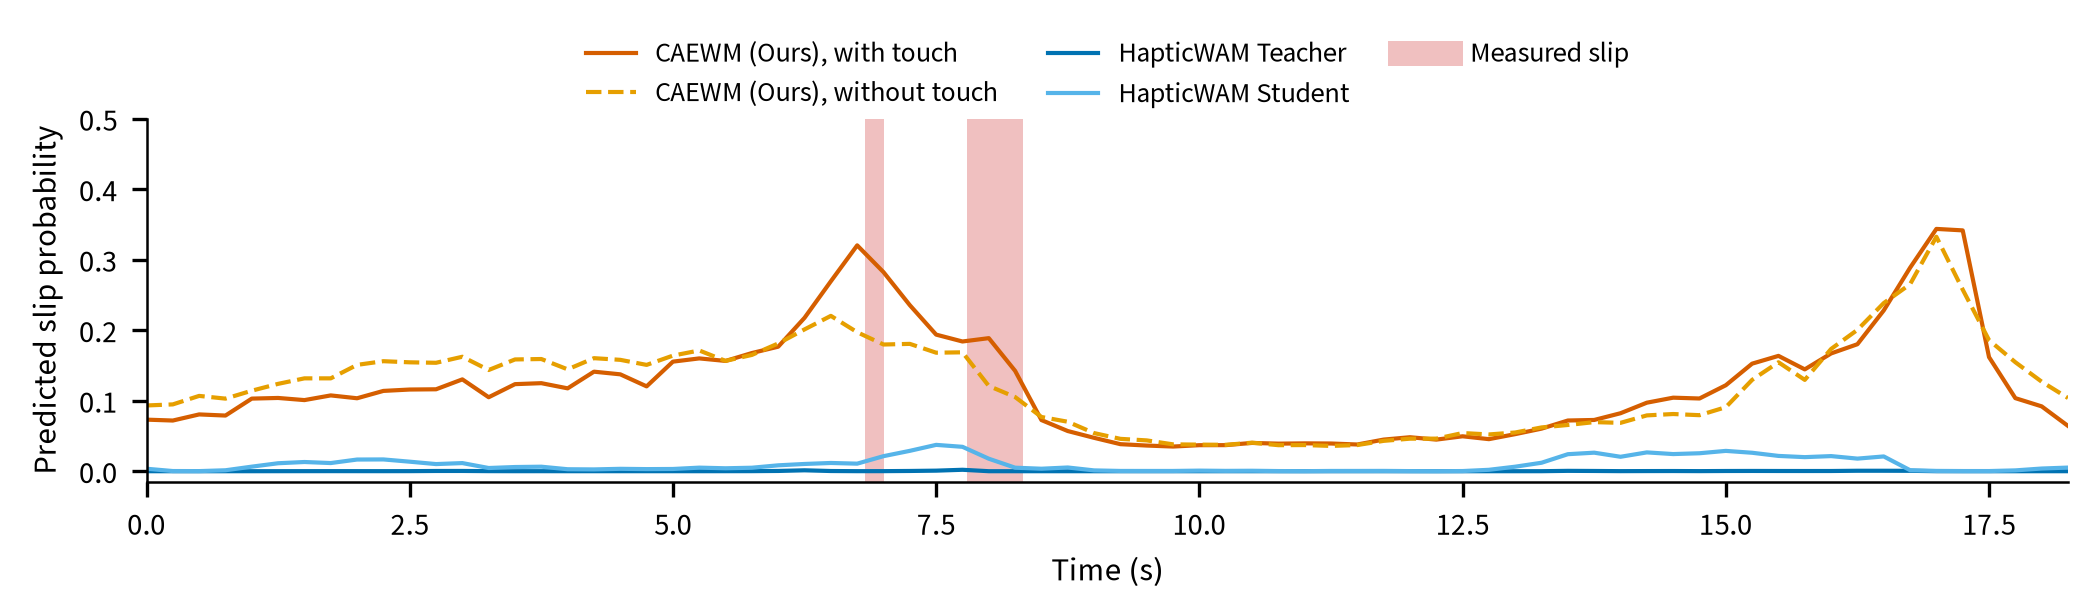 CAEWM (Ours), with touch
CAEWM (Ours), without touch
HapticWAM Teacher
HapticWAM Student
Measured slip
Predicted slip probability
0.5
0.4
0.3
0.2
0.1
0.0
0.0 2.5 5.0 7.5 10.0 12.5 15.0 17.5
Time (s)